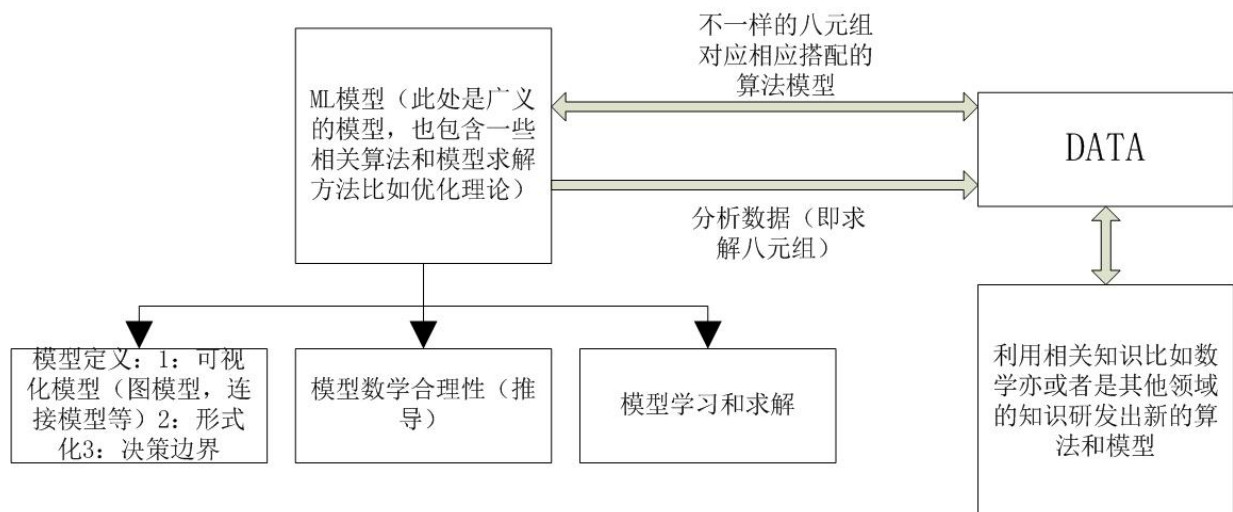 不一样的八元组
对应相应搭配的
算法模型
ML模型（此处是广义
的模型，也包含一些
相关算法和模型求解
方法比如优化理论）
DATA
分析数据（即求
解八元组）
模型定义：1：可视
化模型（图模型，连
接模型等）2：形式
化3：决策边界
模型数学合理性（推
导）
模型学习和求解
利用相关知识比如数
学亦或者是其他领域
的知识研发出新的算
法和模型